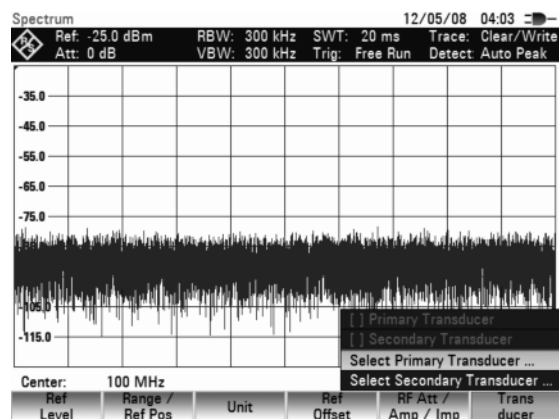 Spectrum 12/05/08 04:03
Ref: -25.0 dBm RBW: 300 kHz SWT: 20 ms Trace: Clear/Write
Att: 0 dB VBW: 300 kHz Trig: Free Run Detect: Auto Peak
-35.0
-45.0
-55.0
-65.0
-75.0
-105.0
-115.0
[ ] Primary Transducer
[ ] Secondary Transducer
Select Primary Transducer ...
Select Secondary Transducer ...
Center: 100 MHz
Ref Level
Range / Ref Pos
Unit
Ref Offset
RF Att / Amp / Imp
Trans ducer